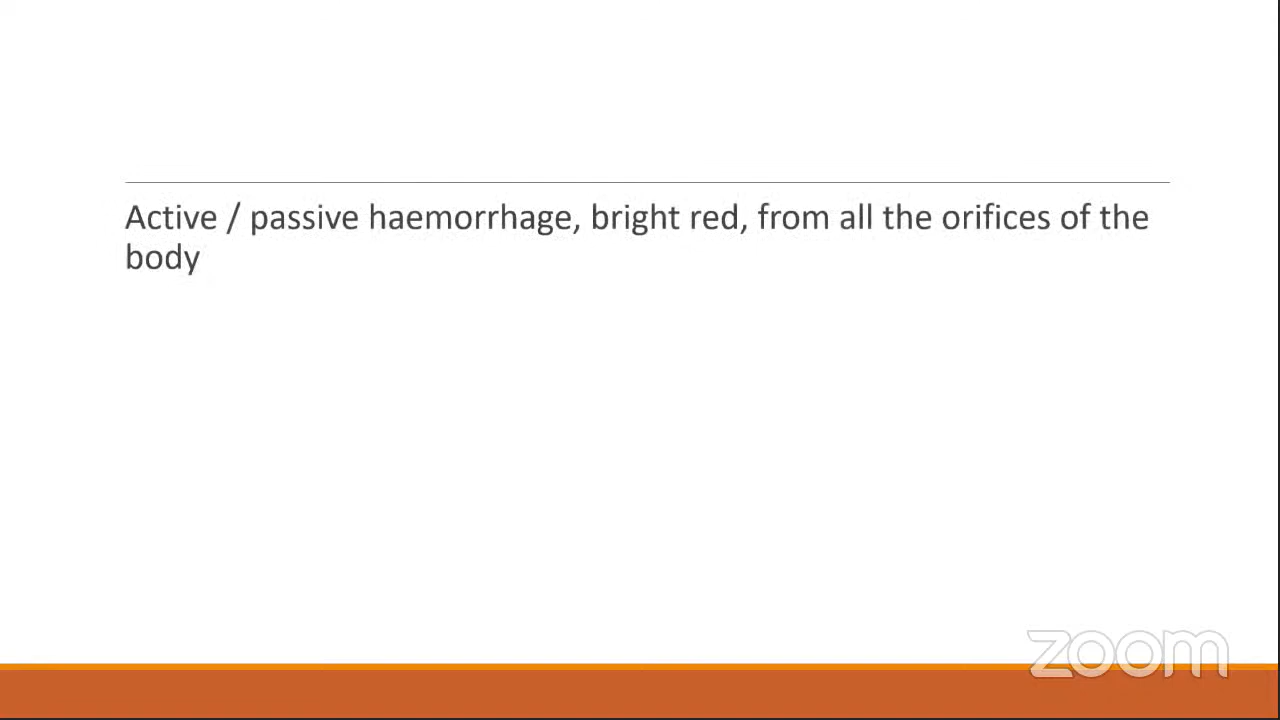 Active / passive haemorrhage, bright red, from all the orifices of the
body
zoom